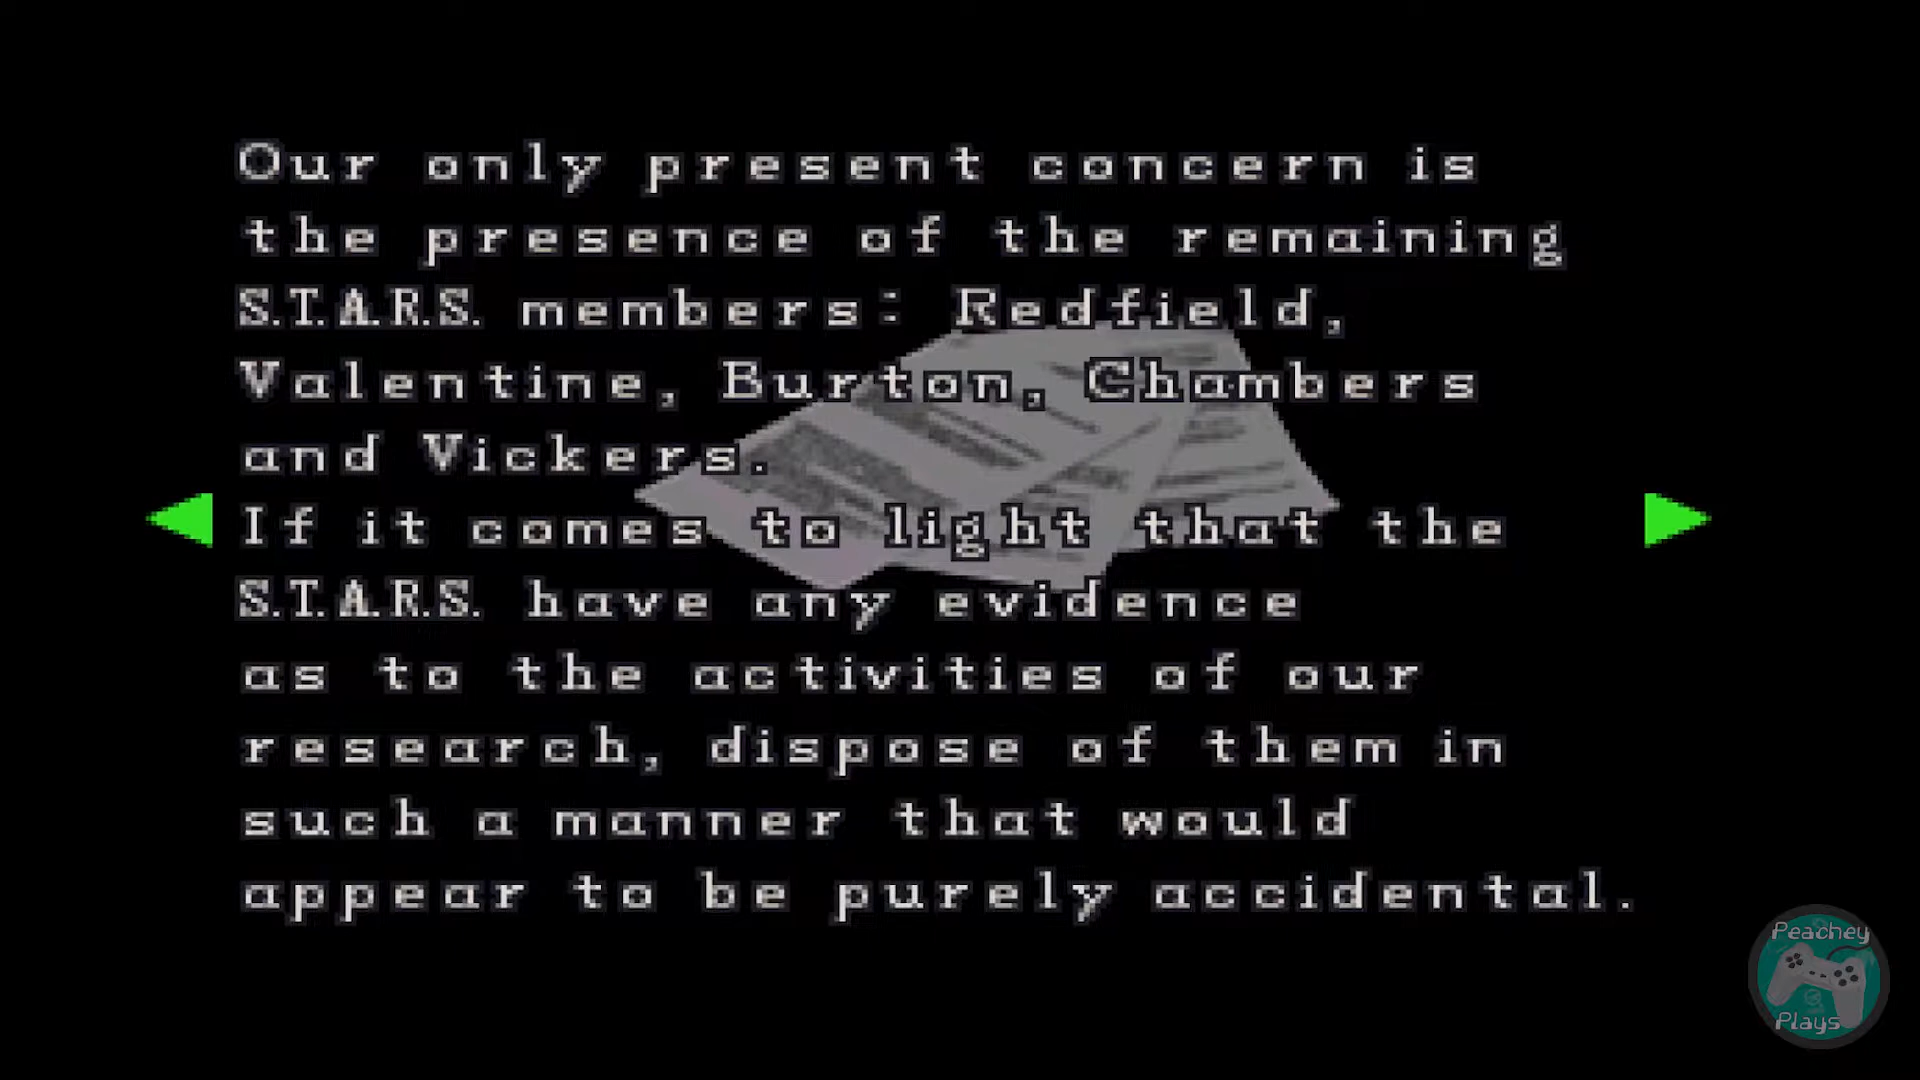 Our only present concern is
the presence of the remaining
S.T.A.R.S. members: Redfield,
Valentine, Burton, Chambers
and Vickers.
If it comes to light that the
S.T.A.R.S. have any evidence
as to the activities of our
research, dispose of them in
such a manner that would
appear to be purely accidental.
Peachey
Plays